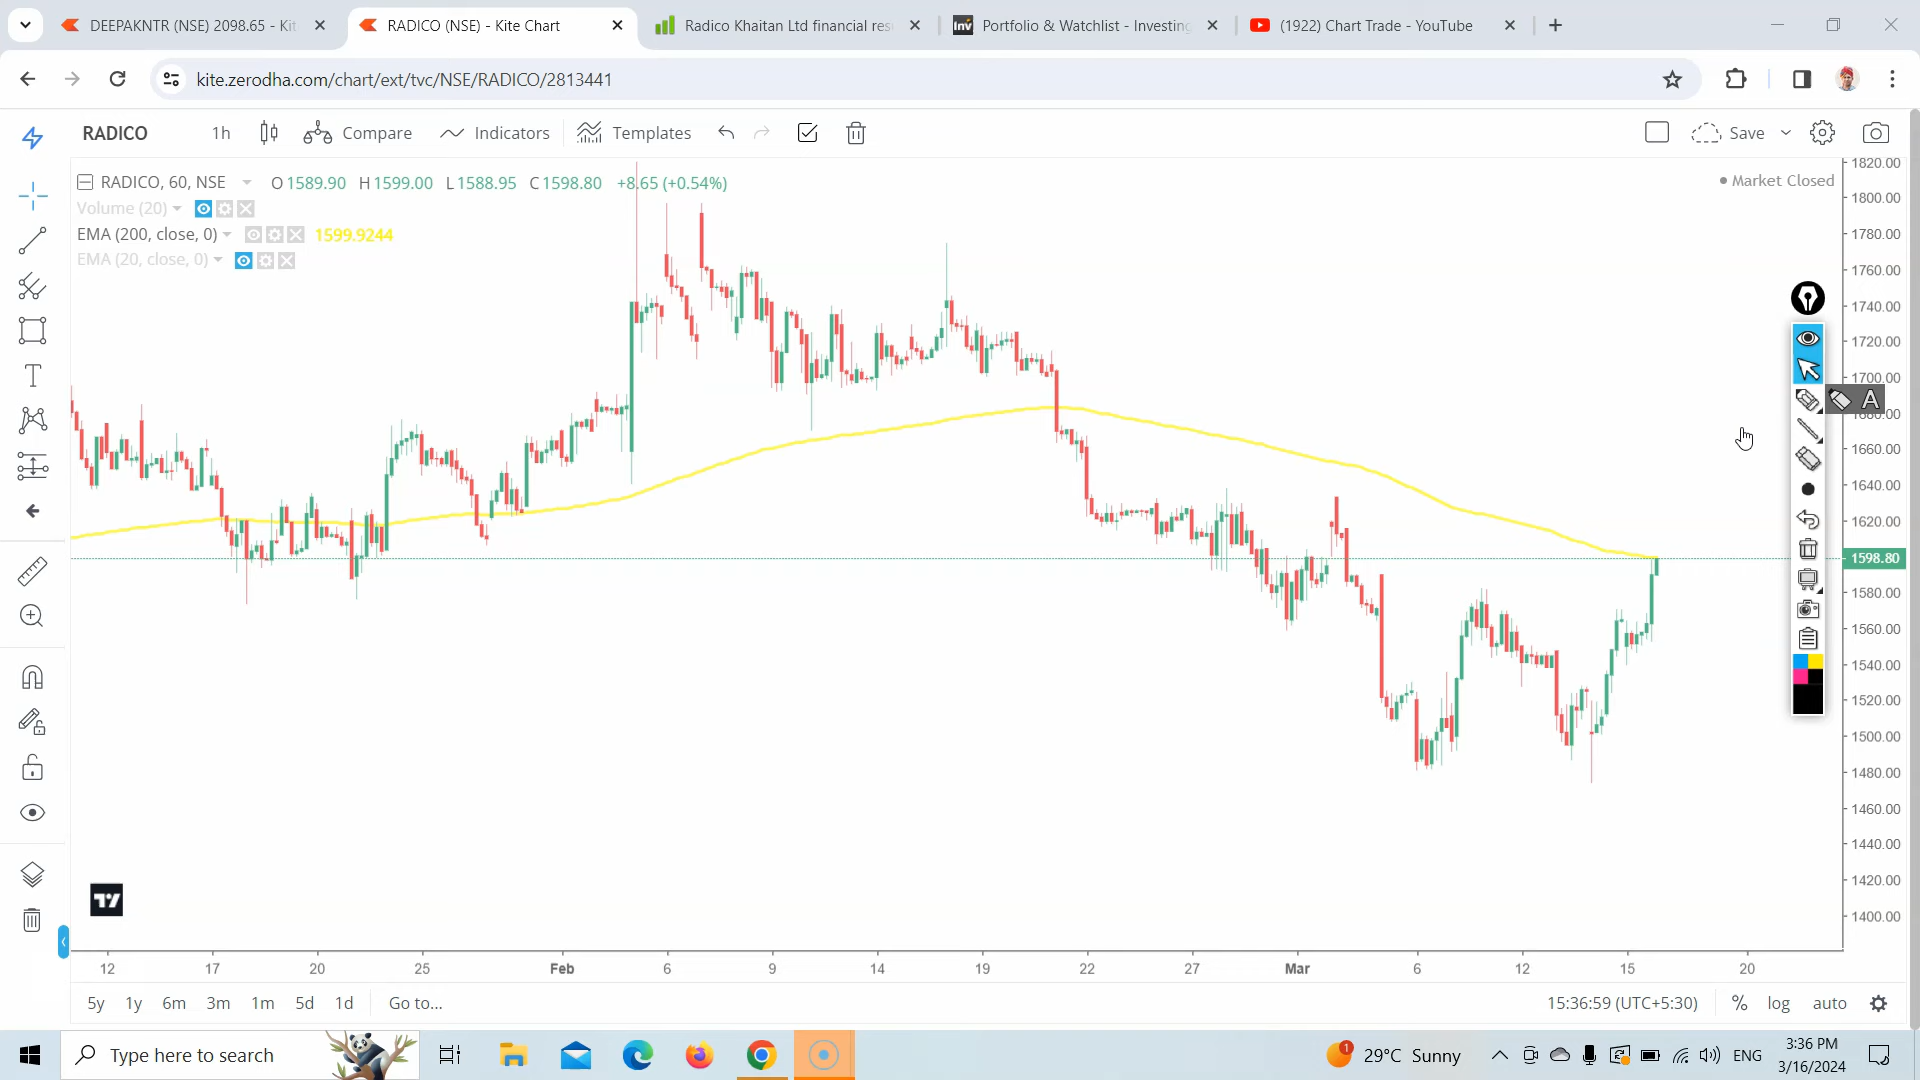 DEEPAKNTR (NSE) 2098.65 - Kit
RADICO (NSE) - Kite Chart
Radico Khaitan Ltd financial res
Portfolio & Watchlist - Investing
(1922) Chart Trade - YouTube
kite.zerodha.com/chart/ext/tvc/NSE/RADICO/2813441
RADICO 1h Compare Indicators Templates Save
RADICO, 60, NSE O 1589.90 H 1599.00 L 1588.95 C 1598.80 +8.65 (+0.54%)
Market Closed
Volume (20)
EMA (200, close, 0) 1599.9244
EMA (20, close, 0)
1820.00
1800.00
1780.00
1760.00
1740.00
1720.00
1700.00
1680.00
1660.00
1640.00
1620.00
1598.80
1580.00
1560.00
1540.00
1520.00
1500.00
1480.00
1460.00
1440.00
1420.00
1400.00
A
12 17 20 25 Feb 6 9 14 19 22 27 Mar 6 12 15 20
5y 1y 6m 3m 1m 5d 1d Go to... 15:36:59 (UTC+5:30) % log auto
Type here to search
1
29°C Sunny
ENG
3:36 PM
3/16/2024